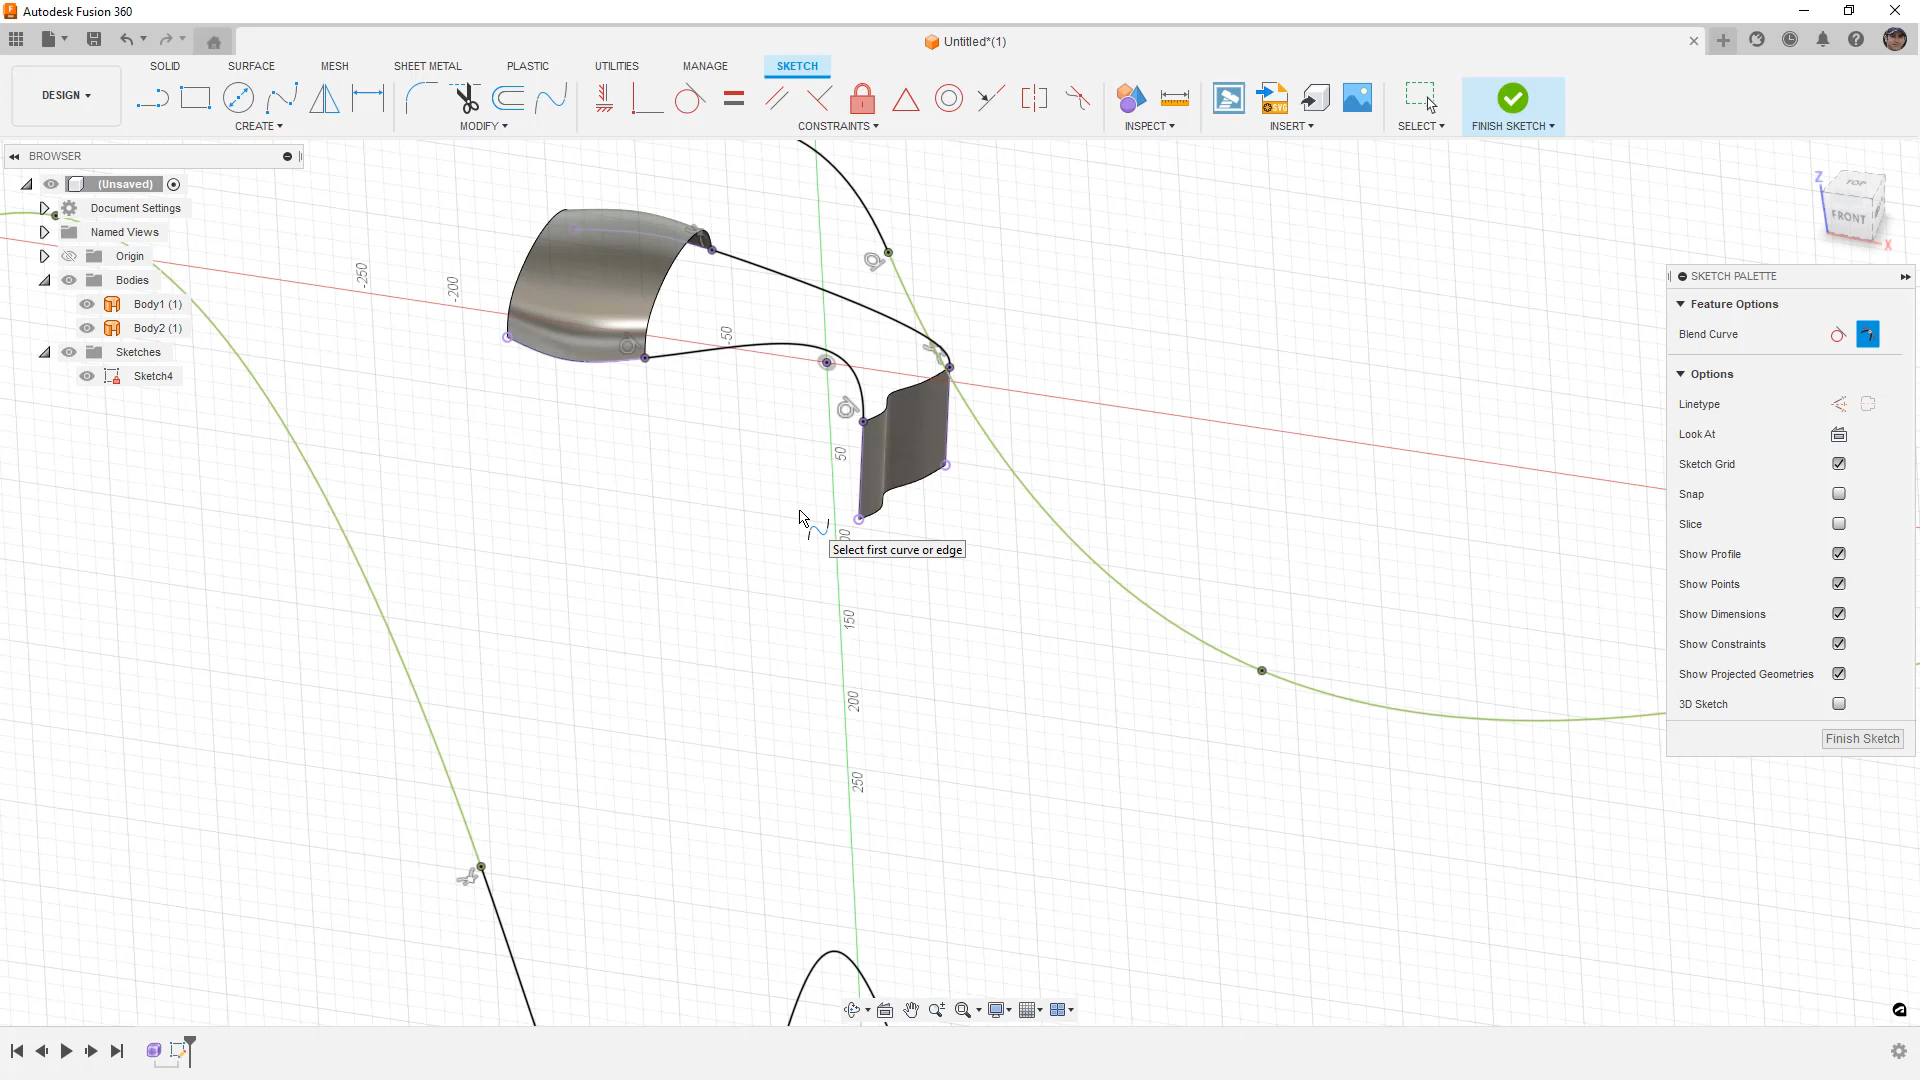 Autodesk Fusion 360
Untitled*(1)
SOLID
SURFACE
MESH
SHEET METAL
PLASTIC
UTILITIES
MANAGE
SKETCH
DESIGN
CREATE
MODIFY
CONSTRAINTS
INSPECT
INSERT
SELECT
FINISH SKETCH
SVG
BROWSER
(Unsaved)
Document Settings
Named Views
Origin
Bodies
Body1 (1)
Body2 (1)
Sketches
Sketch4
-250
-200
-50
50
150
200
250
Select first curve or edge
Z
TOP
FRONT
X
SKETCH PALETTE
Feature Options
Blend Curve
Options
Linetype
Look At
Sketch Grid
Snap
Slice
Show Profile
Show Points
Show Dimensions
Show Constraints
Show Projected Geometries
3D Sketch
Finish Sketch